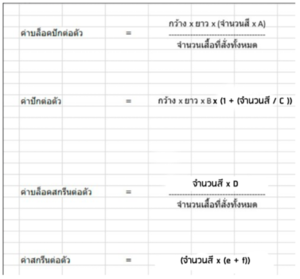 กว้าง x ยาว x (จำนวนสี x A)
ค่าบล็อคปักต่อตัว = --------------------
จำนวนเสื้อที่สั่งทั้งหมด
ค่าปักต่อตัว = กว้าง x ยาว x B x (1 + (จำนวนสี / C ))
จำนวนสี x D
ค่าบล็อคสกรีนต่อตัว = --------------------
จำนวนเสื้อที่สั่งทั้งหมด
ค่าสกรีนต่อตัว = (จำนวนสี x (e + f))